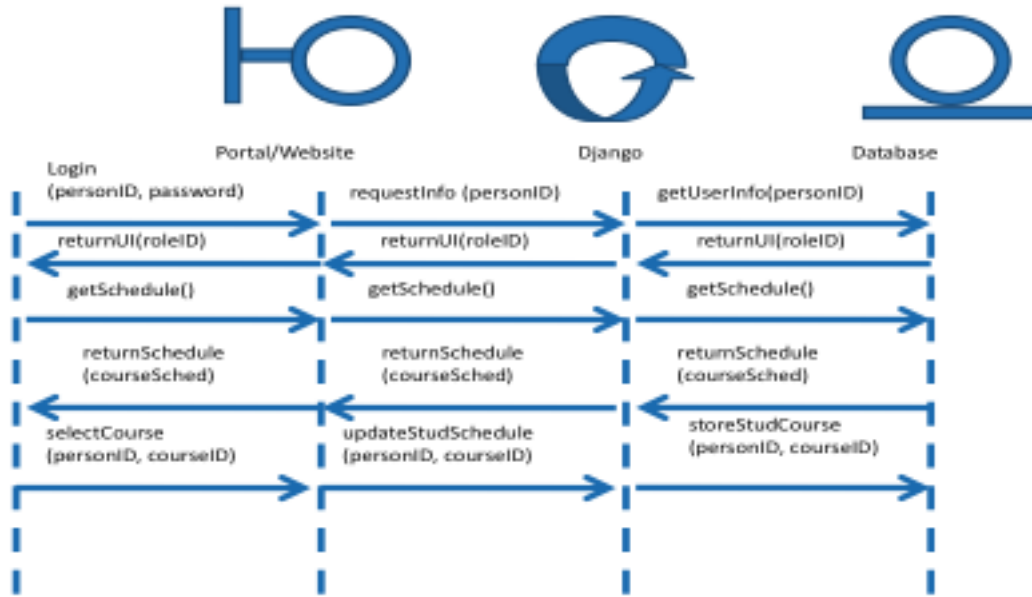 Portal/Website
Django
Database
Login
(personID, password)
requestInfo (personID)
getUserInfo(personID)
returnUI(roleID)
returnUI(roleID)
returnUI(roleID)
getSchedule()
getSchedule()
getSchedule()
returnSchedule
(courseSched)
returnSchedule
(courseSched)
returnSchedule
(courseSched)
selectCourse
(personID, courseID)
updateStudSchedule
(personID, courseID)
storeStudCourse
(personID, courseID)